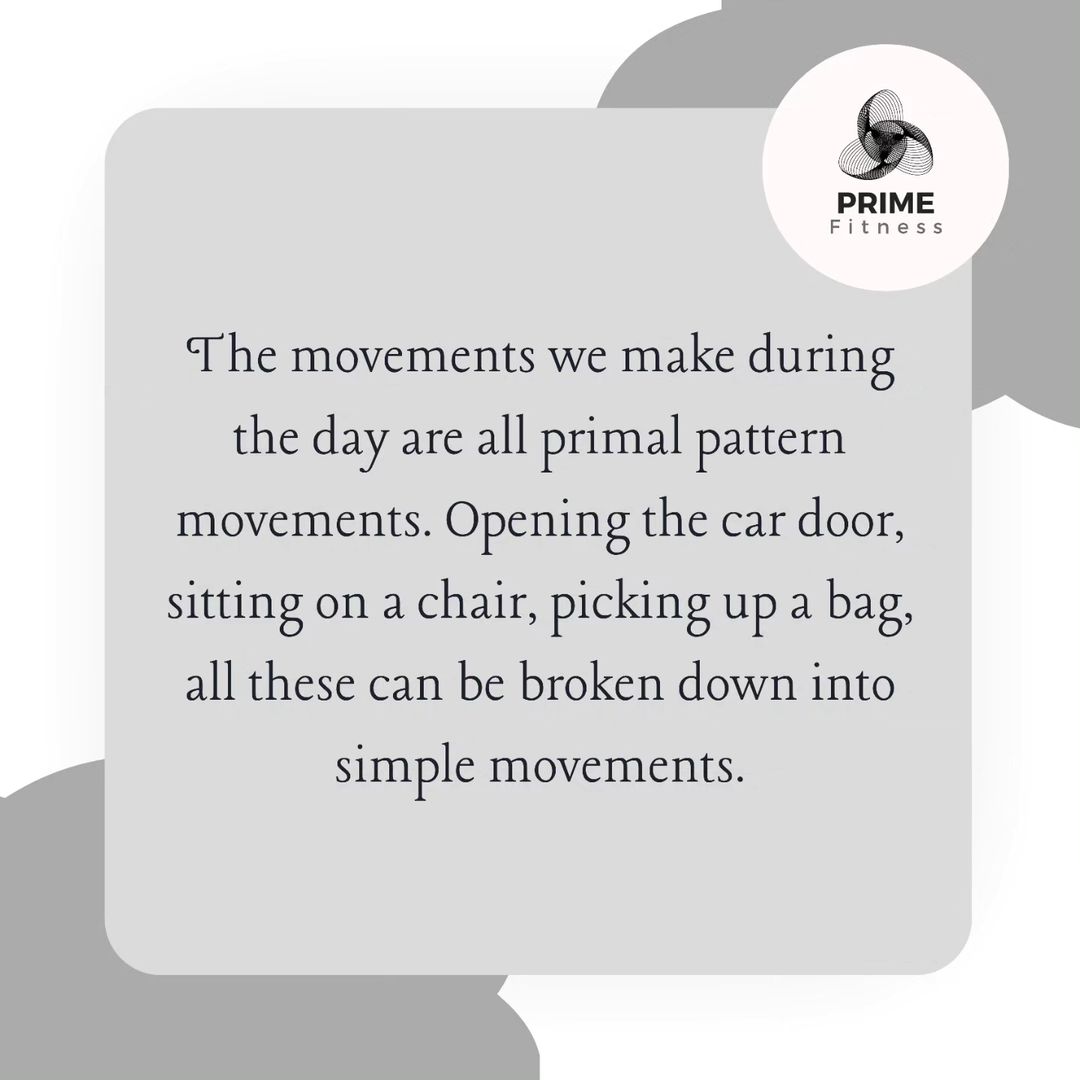 PRIME
Fitness
The movements we make during
the day are all primal pattern
movements. Opening the car door,
sitting on a chair, picking up a bag,
all these can be broken down into
simple movements.